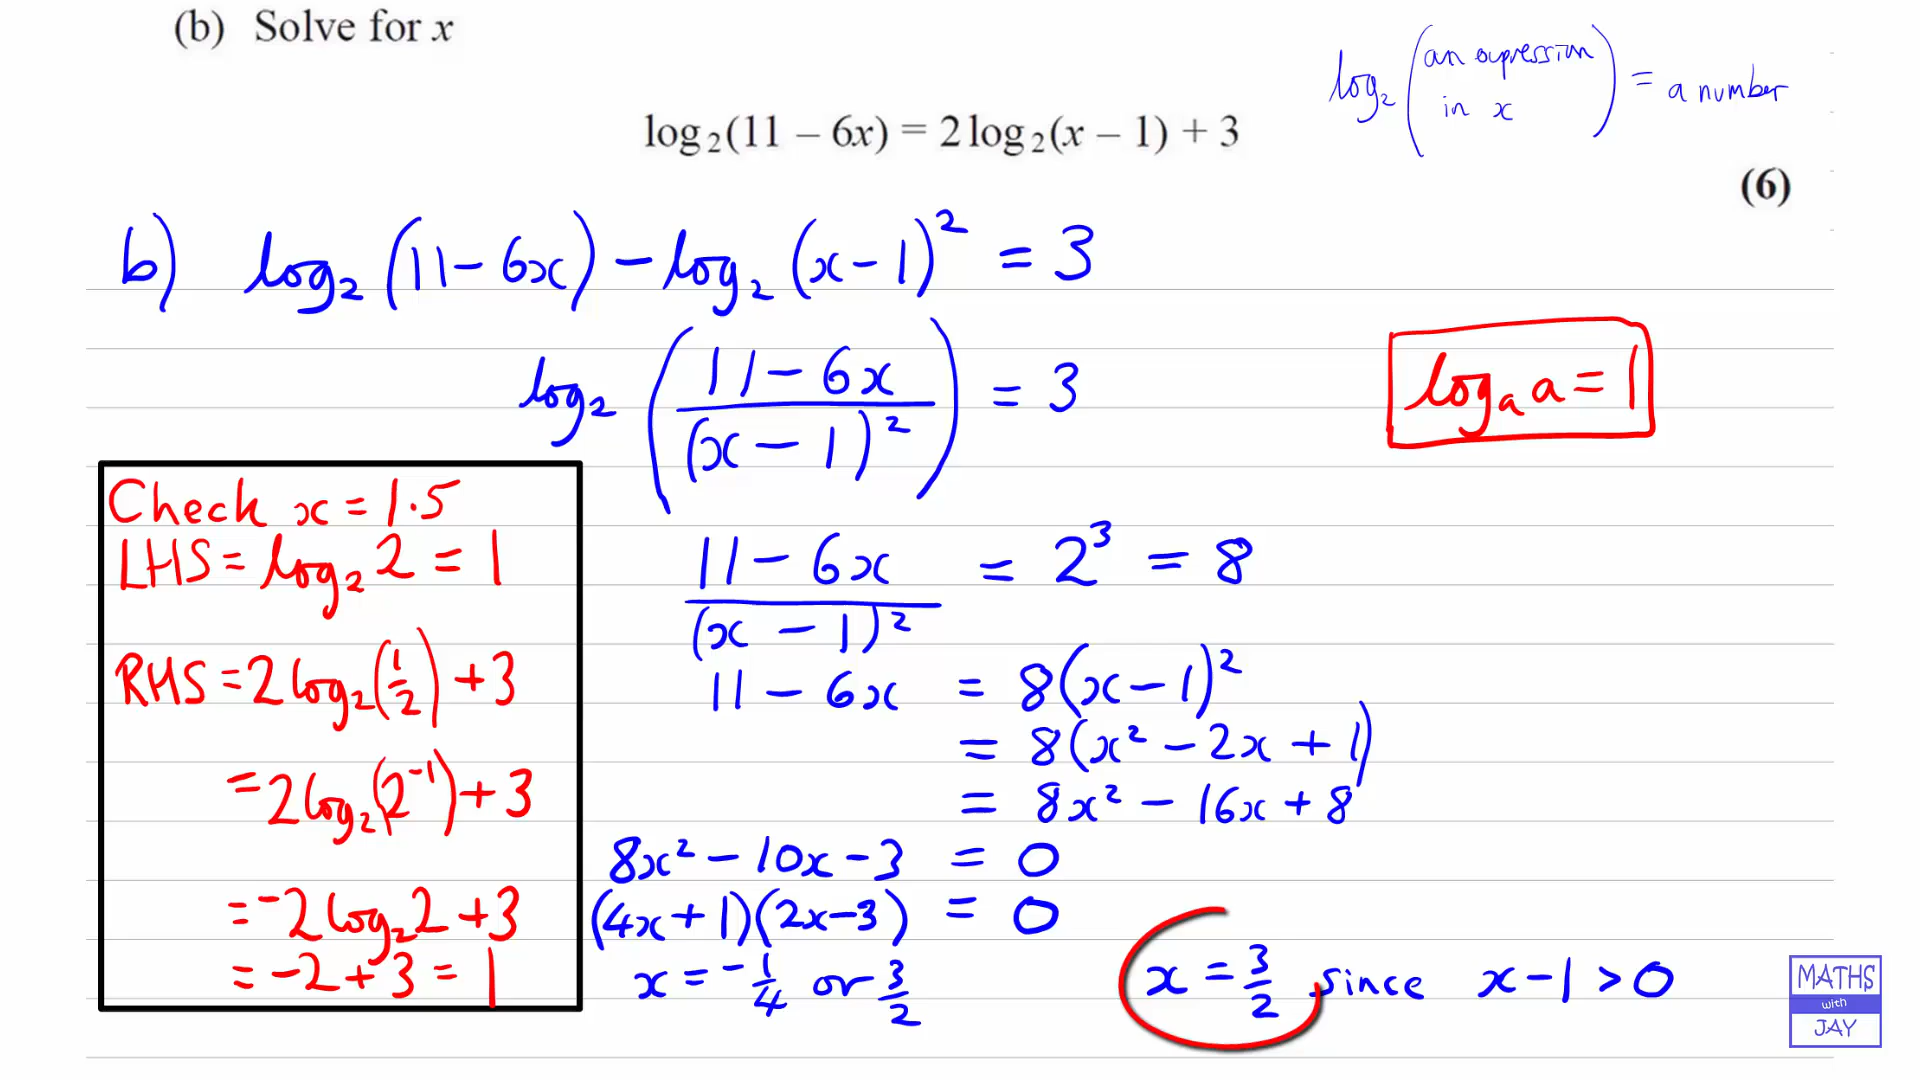 (b) Solve for x
log₂(an expression in x) = a number
log₂(11 – 6x) = 2log₂(x – 1) + 3
(6)
b) log₂(11 – 6x) – log₂(x – 1)² = 3
log₂((11 – 6x)/(x – 1)²) = 3
logₐ a = 1
(11 – 6x)/(x – 1)² = 2³ = 8
11 – 6x = 8(x – 1)²
= 8(x² – 2x + 1)
= 8x² – 16x + 8
8x² – 10x – 3 = 0
(4x + 1)(2x – 3) = 0
x = –1/4 or 3/2
x = 3/2 since x – 1 > 0
Check x = 1.5
LHS = log₂ 2 = 1
RHS = 2log₂(1/2) + 3
= 2log₂(2⁻¹) + 3
= –2log₂2 + 3
= –2 + 3 = 1
MATHS
with
JAY